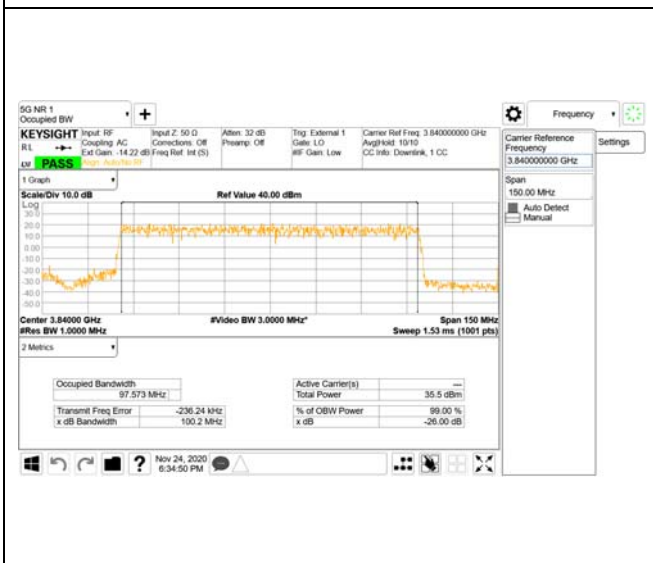 5G NR 1
Occupied BW
+
Frequency
KEYSIGHT Input: RF Input Z: 50 Ω Atten: 32 dB Trig: External 1 Carrier Ref Freq: 3.840000000 GHz
RL Coupling: AC Corrections: Off Preamp: Off Gate: LO Avg|Hold: 10/10
Ext Gain: -14.22 dB Freq Ref: Int (S) #IF Gain: Low CC Info: Downlink, 1 CC
PASS Align: Auto/No RF
Carrier Reference
Frequency
3.840000000 GHz
Settings
Span
150.00 MHz
Auto Detect
Manual
1 Graph
Scale/Div 10.0 dB Ref Value 40.00 dBm
Log
30.0
20.0
10.0
0.00
-10.0
-20.0
-30.0
-40.0
-50.0
Center 3.84000 GHz #Video BW 3.0000 MHz* Span 150 MHz
#Res BW 1.0000 MHz Sweep 1.53 ms (1001 pts)
2 Metrics
Occupied Bandwidth Active Carrier(s) ---
97.573 MHz Total Power 35.5 dBm
Transmit Freq Error -236.24 kHz % of OBW Power 99.00 %
x dB Bandwidth 100.2 MHz x dB -26.00 dB
? Nov 24, 2020
6:34:50 PM